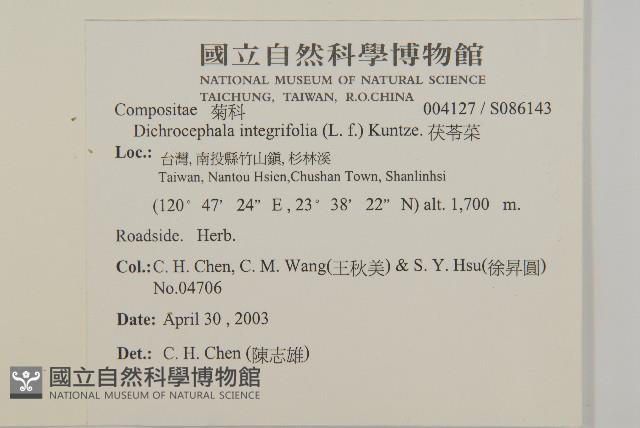 國立自然科學博物館
NATIONAL MUSEUM OF NATURAL SCIENCE
TAICHUNG, TAIWAN, R.O.CHINA
Compositae 菊科 004127 / S086143
Dichrocephala integrifolia (L. f.) Kuntze. 茯苓菜
Loc.: 台灣, 南投縣竹山鎮, 杉林溪
Taiwan, Nantou Hsien,Chushan Town, Shanlinhsi
(120° 47’ 24” E , 23° 38’ 22” N) alt. 1,700 m.
Roadside. Herb.
Col.: C. H. Chen, C. M. Wang(王秋美) & S. Y. Hsu(徐昇圓)
No.04706
Date: April 30 , 2003
Det.: C. H. Chen (陳志雄)
國立自然科學博物館
NATIONAL MUSEUM OF NATURAL SCIENCE